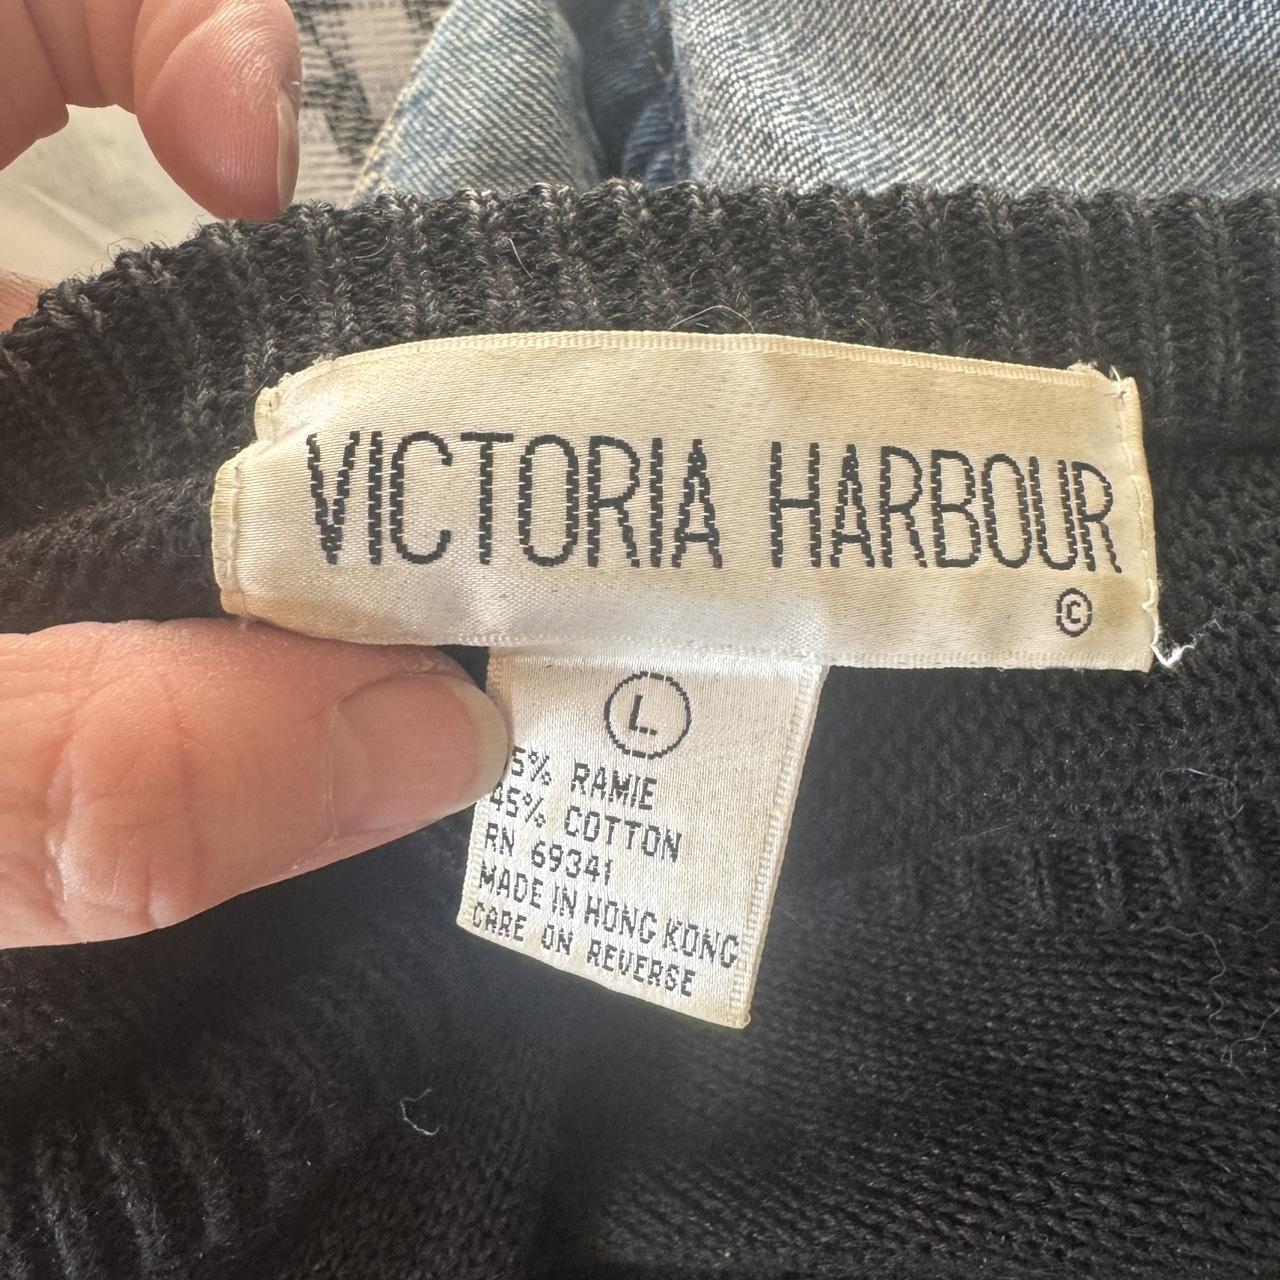 VICTORIA HARBOUR
©
L
5% RAMIE
45% COTTON
RN 69341
MADE IN HONG KONG
CARE ON REVERSE